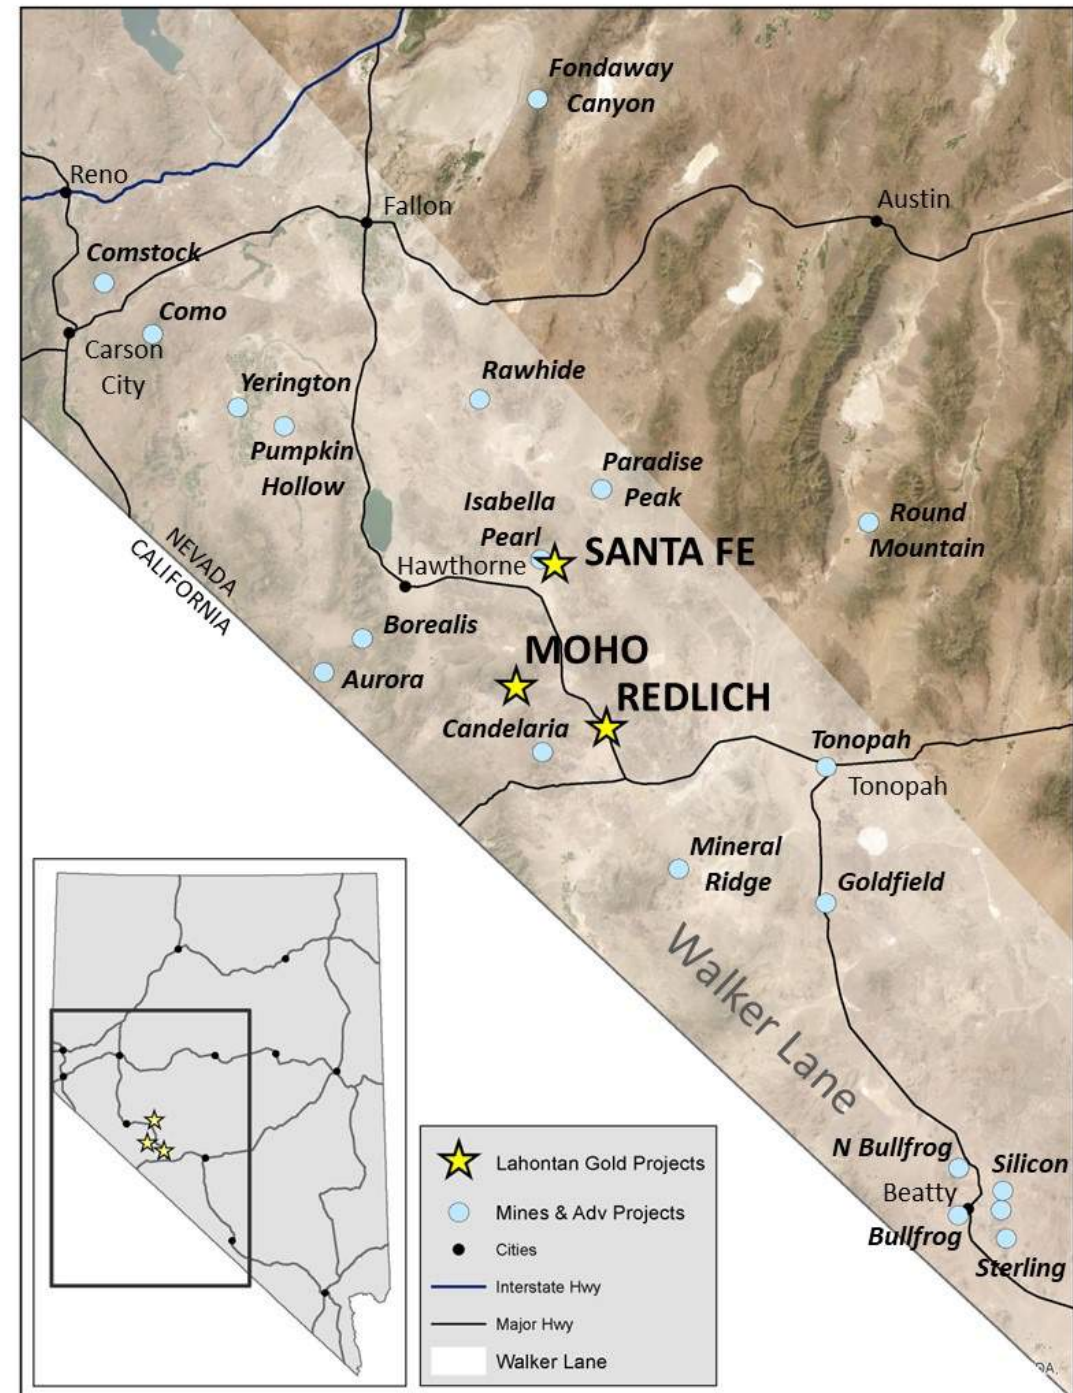 Fondaway
Canyon
Reno
Fallon
Austin
Comstock
Como
Carson
City
Yerington
Rawhide
Pumpkin
Hollow
Paradise
Peak
Isabella
Pearl
Round
Mountain
SANTA FE
Hawthorne
NEVADA
CALIFORNIA
Borealis
MOHO
Aurora
REDLICH
Candelaria
Tonopah
Tonopah
Mineral
Ridge
Goldfield
Walker Lane
N Bullfrog
Silicon
Beatty
Bullfrog
Sterling
Lahontan Gold Projects
Mines & Adv Projects
Cities
Interstate Hwy
Major Hwy
Walker Lane